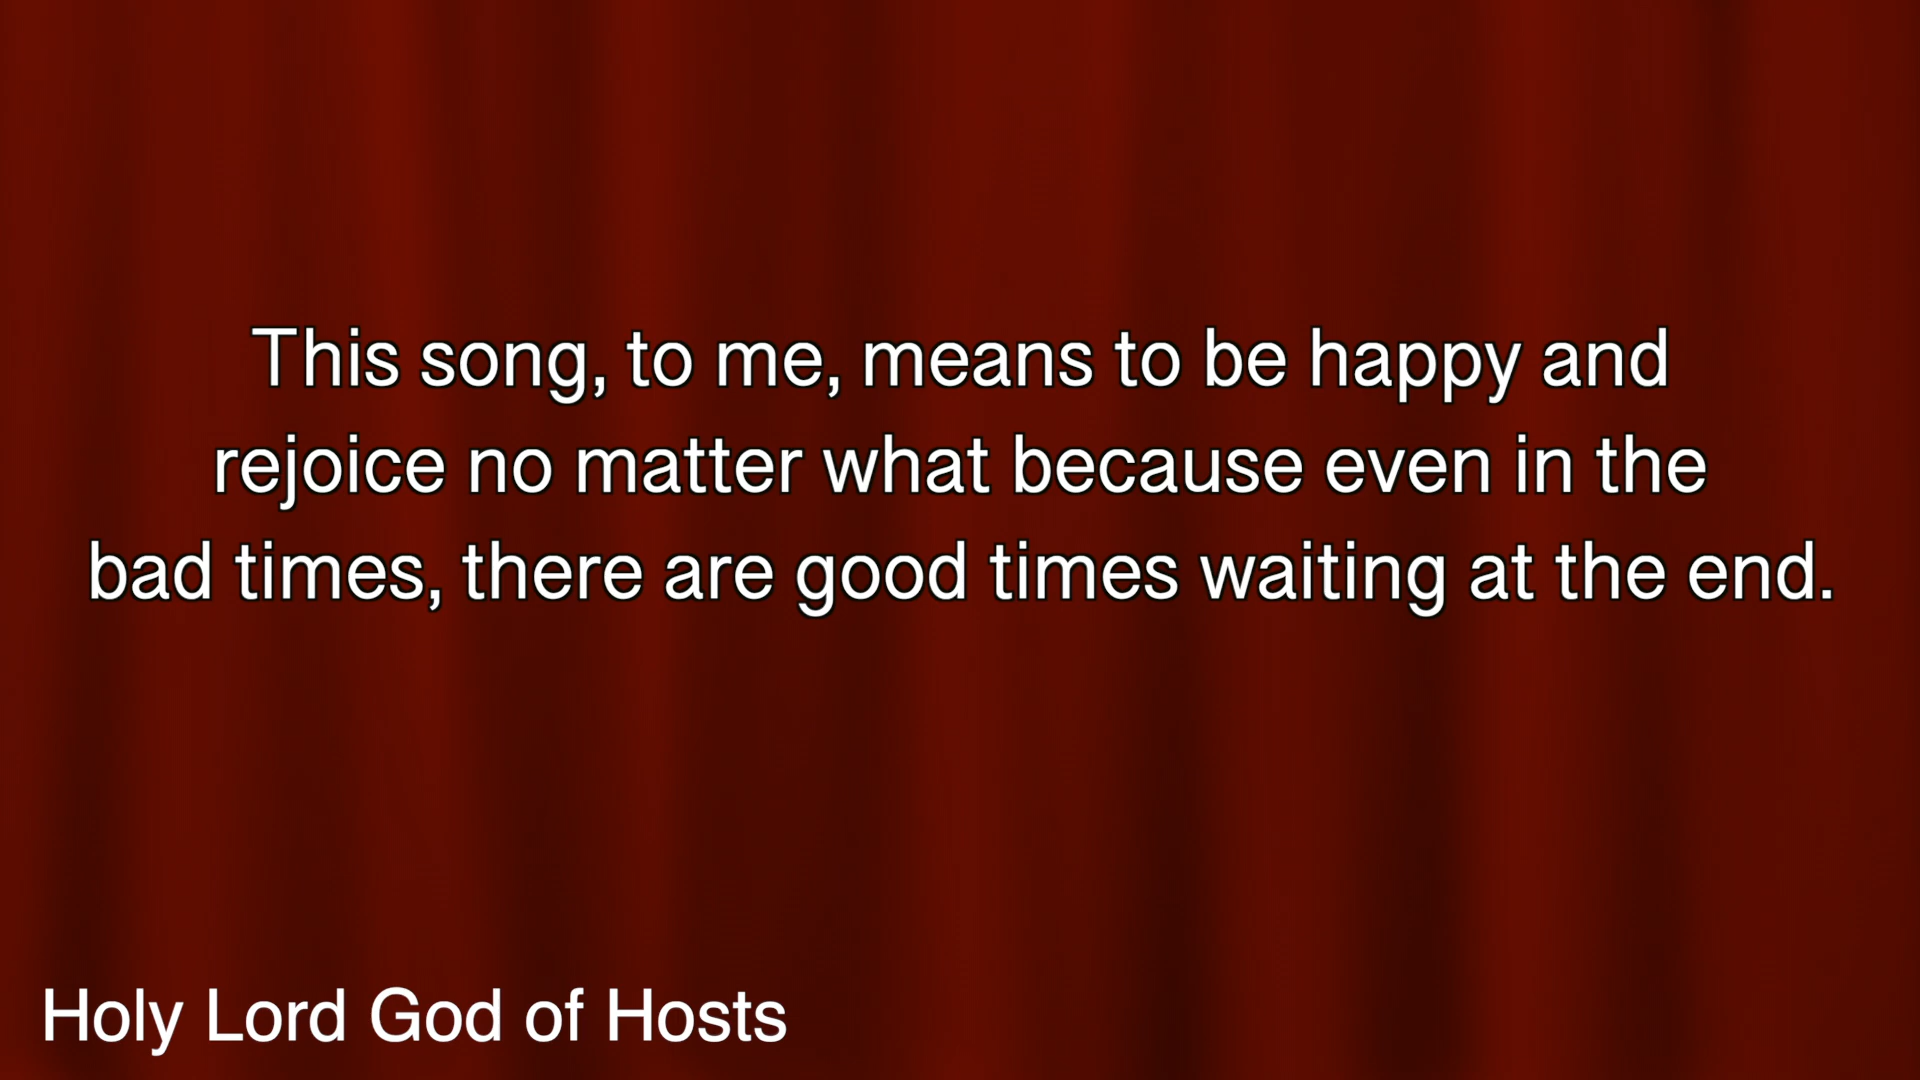 This song, to me, means to be happy and
rejoice no matter what because even in the
bad times, there are good times waiting at the end.
Holy Lord God of Hosts